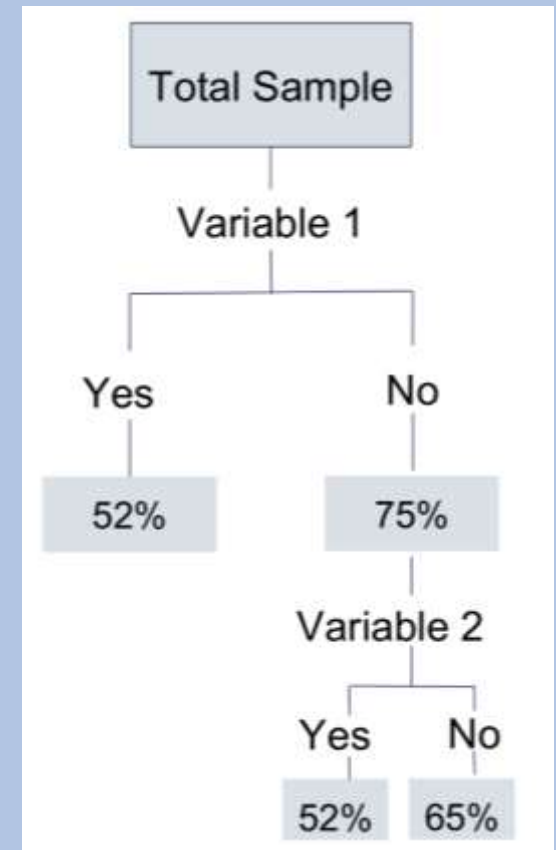 Total Sample
Variable 1
Yes No
52% 75%
Variable 2
Yes No
52% 65%